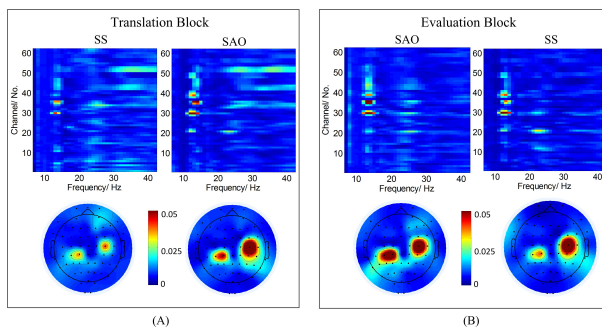 Translation Block
SS
SAO
60
50
40
30
20
10
Channel/ No.
10 20 30 40
10 20 30 40
Frequency/ Hz
Frequency/ Hz
0.05
0.025
0
(A)
Evaluation Block
SAO
SS
60
50
40
30
20
10
Channel/ No.
10 20 30 40
10 20 30 40
Frequency/ Hz
Frequency/ Hz
0.05
0.025
0
(B)